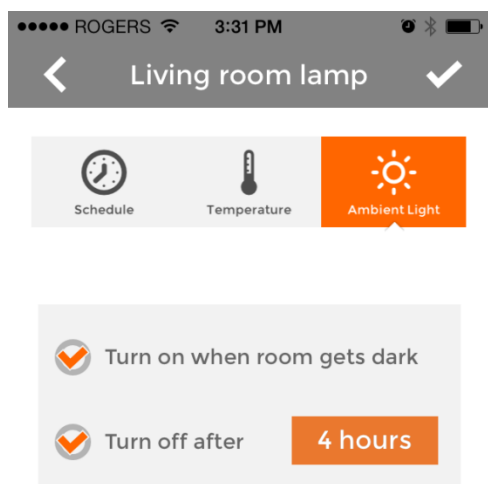 ROGERS 3:31 PM
Living room lamp
Schedule Temperature Ambient Light
Turn on when room gets dark
Turn off after 4 hours